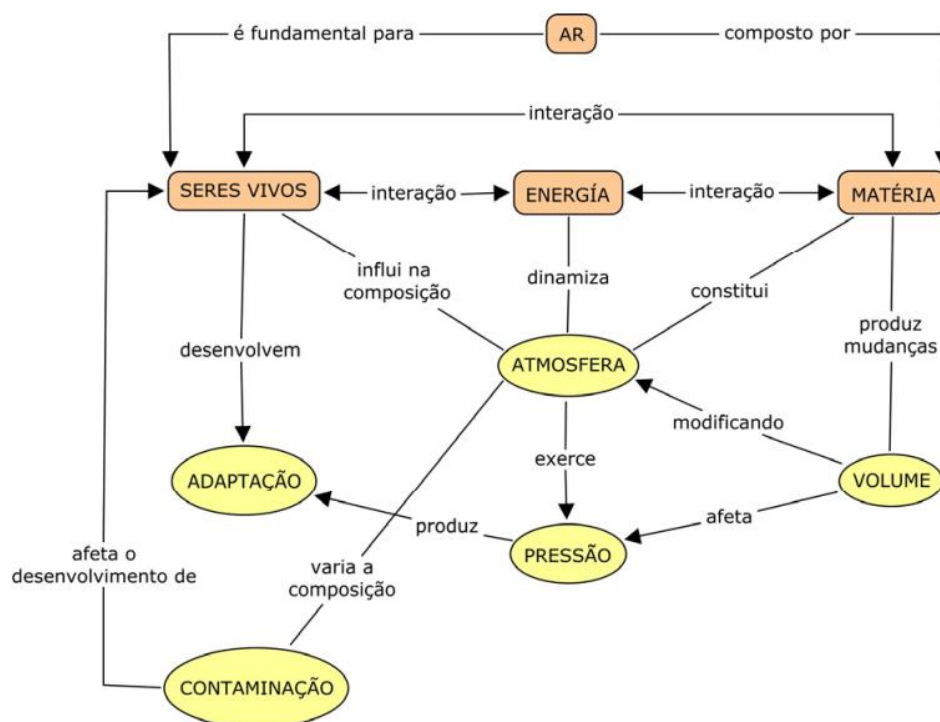 é fundamental para
AR
composto por
interação
SERES VIVOS
interação
ENERGÍA
interação
MATÉRIA
influi na
composição
dinamiza
constitui
produz
mudanças
desenvolvem
ATMOSFERA
modificando
ADAPTAÇÃO
exerce
VOLUME
produz
afeta
PRESSÃO
afeta o
desenvolvimento de
varia a
composição
CONTAMINAÇÃO